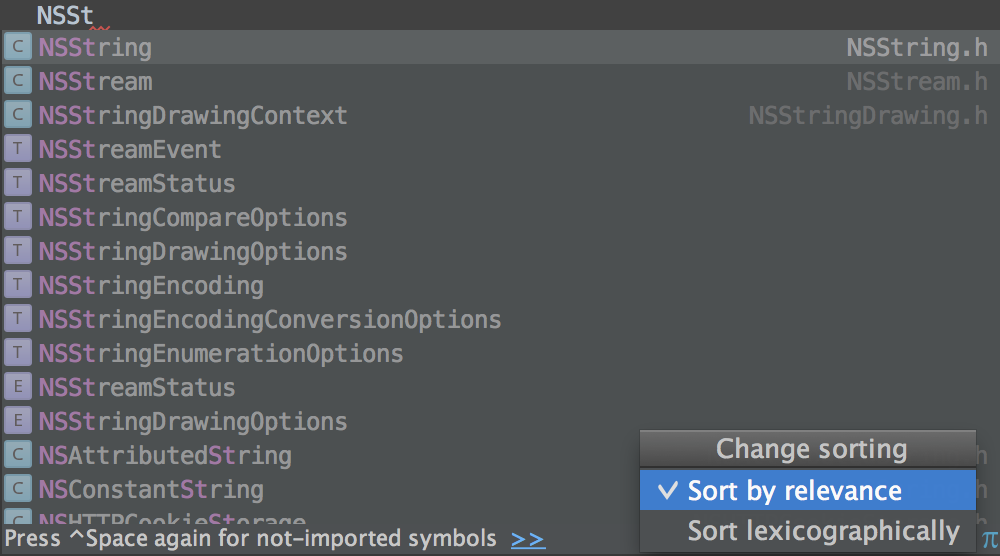 NSSt
C NSString NSString.h
C NSStream NSStream.h
C NSStringDrawingContext NSStringDrawing.h
T NSStreamEvent
T NSStreamStatus
T NSStringCompareOptions
T NSStringDrawingOptions
T NSStringEncoding
T NSStringEncodingConversionOptions
T NSStringEnumerationOptions
E NSStreamStatus
E NSStringDrawingOptions
C NSAttributedString h
C NSConstantString h
C NSHTTPCookieStorage
Change sorting
✓ Sort by relevance
Sort lexicographically
Press ^Space again for not-imported symbols >> π